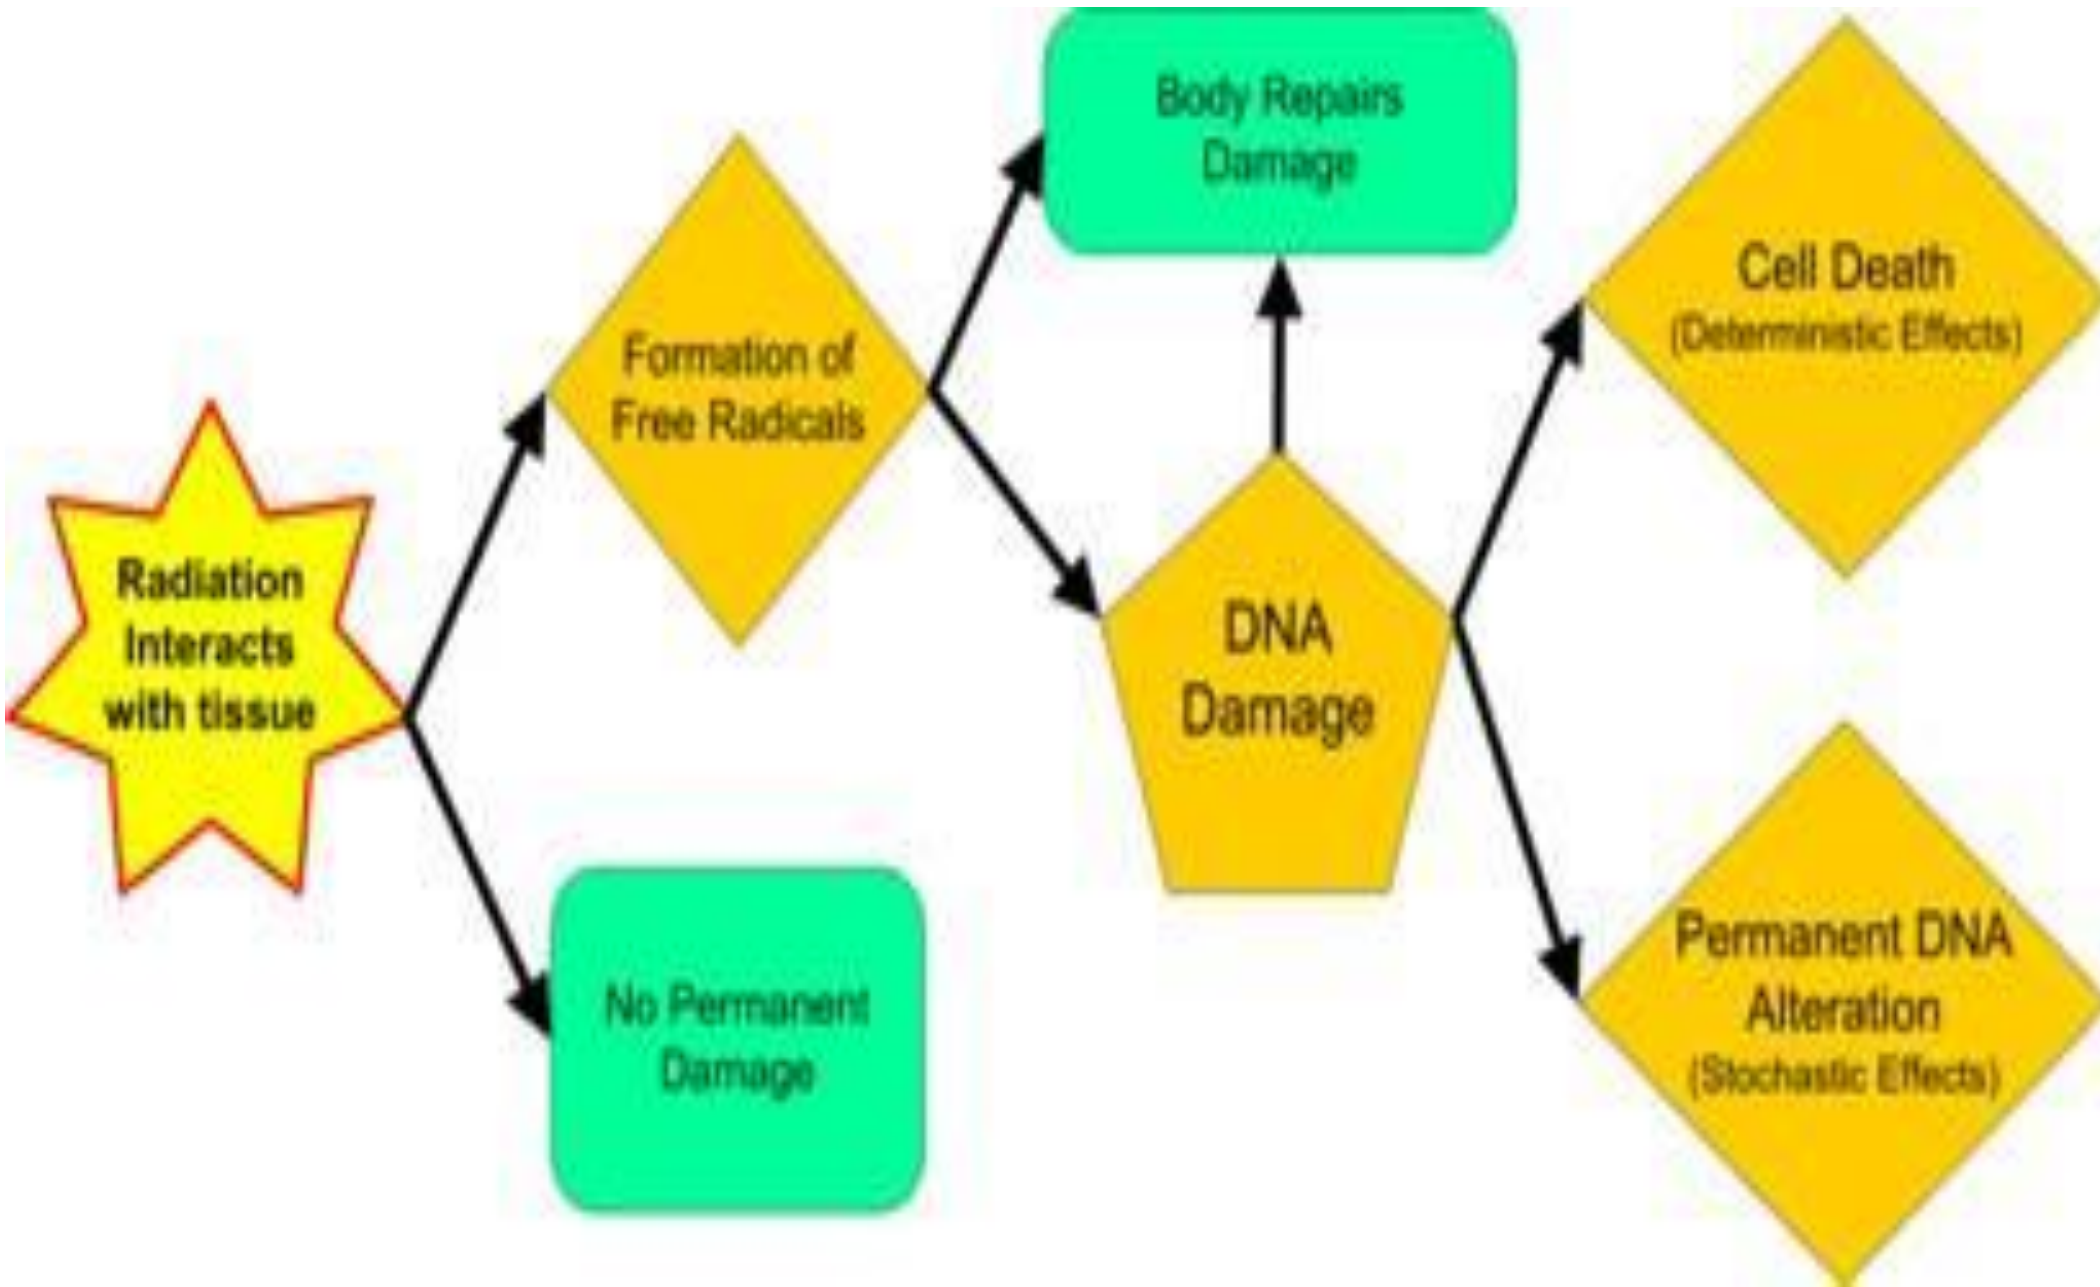 Radiation
Interacts
with tissue
Formation of
Free Radicals
No Permanent
Damage
Body Repairs
Damage
DNA
Damage
Cell Death
(Deterministic Effects)
Permanent DNA
Alteration
(Stochastic Effects)